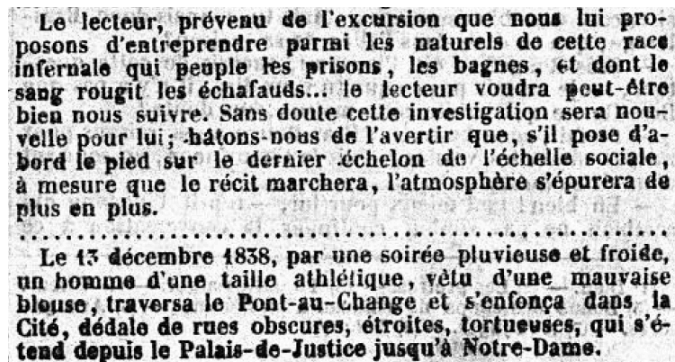 Le lecteur, prévenu de l'excursion que nous lui pro-
posons d'entreprendre parmi les naturels de cette race
infernale qui peuple les prisons, les bagnes, et dont le
sang rougit les échafauds... le lecteur voudra peut-être
bien nous suivre. Sans doute cette investigation sera nou-
velle pour lui; hâtons-nous de l'avertir que, s'il pose d'a-
bord le pied sur le dernier échelon de l'échelle sociale,
à mesure que le récit marchera, l'atmosphère s'épurera de
plus en plus.
................................................................
Le 13 décembre 1838, par une soirée pluvieuse et froide,
un homme d'une taille athlétique, vêtu d'une mauvaise
blouse, traversa le Pont-au-Change et s'enfonça dans la
Cité, dédale de rues obscures, étroites, tortueuses, qui s'é-
tend depuis le Palais-de-Justice jusqu'à Notre-Dame.